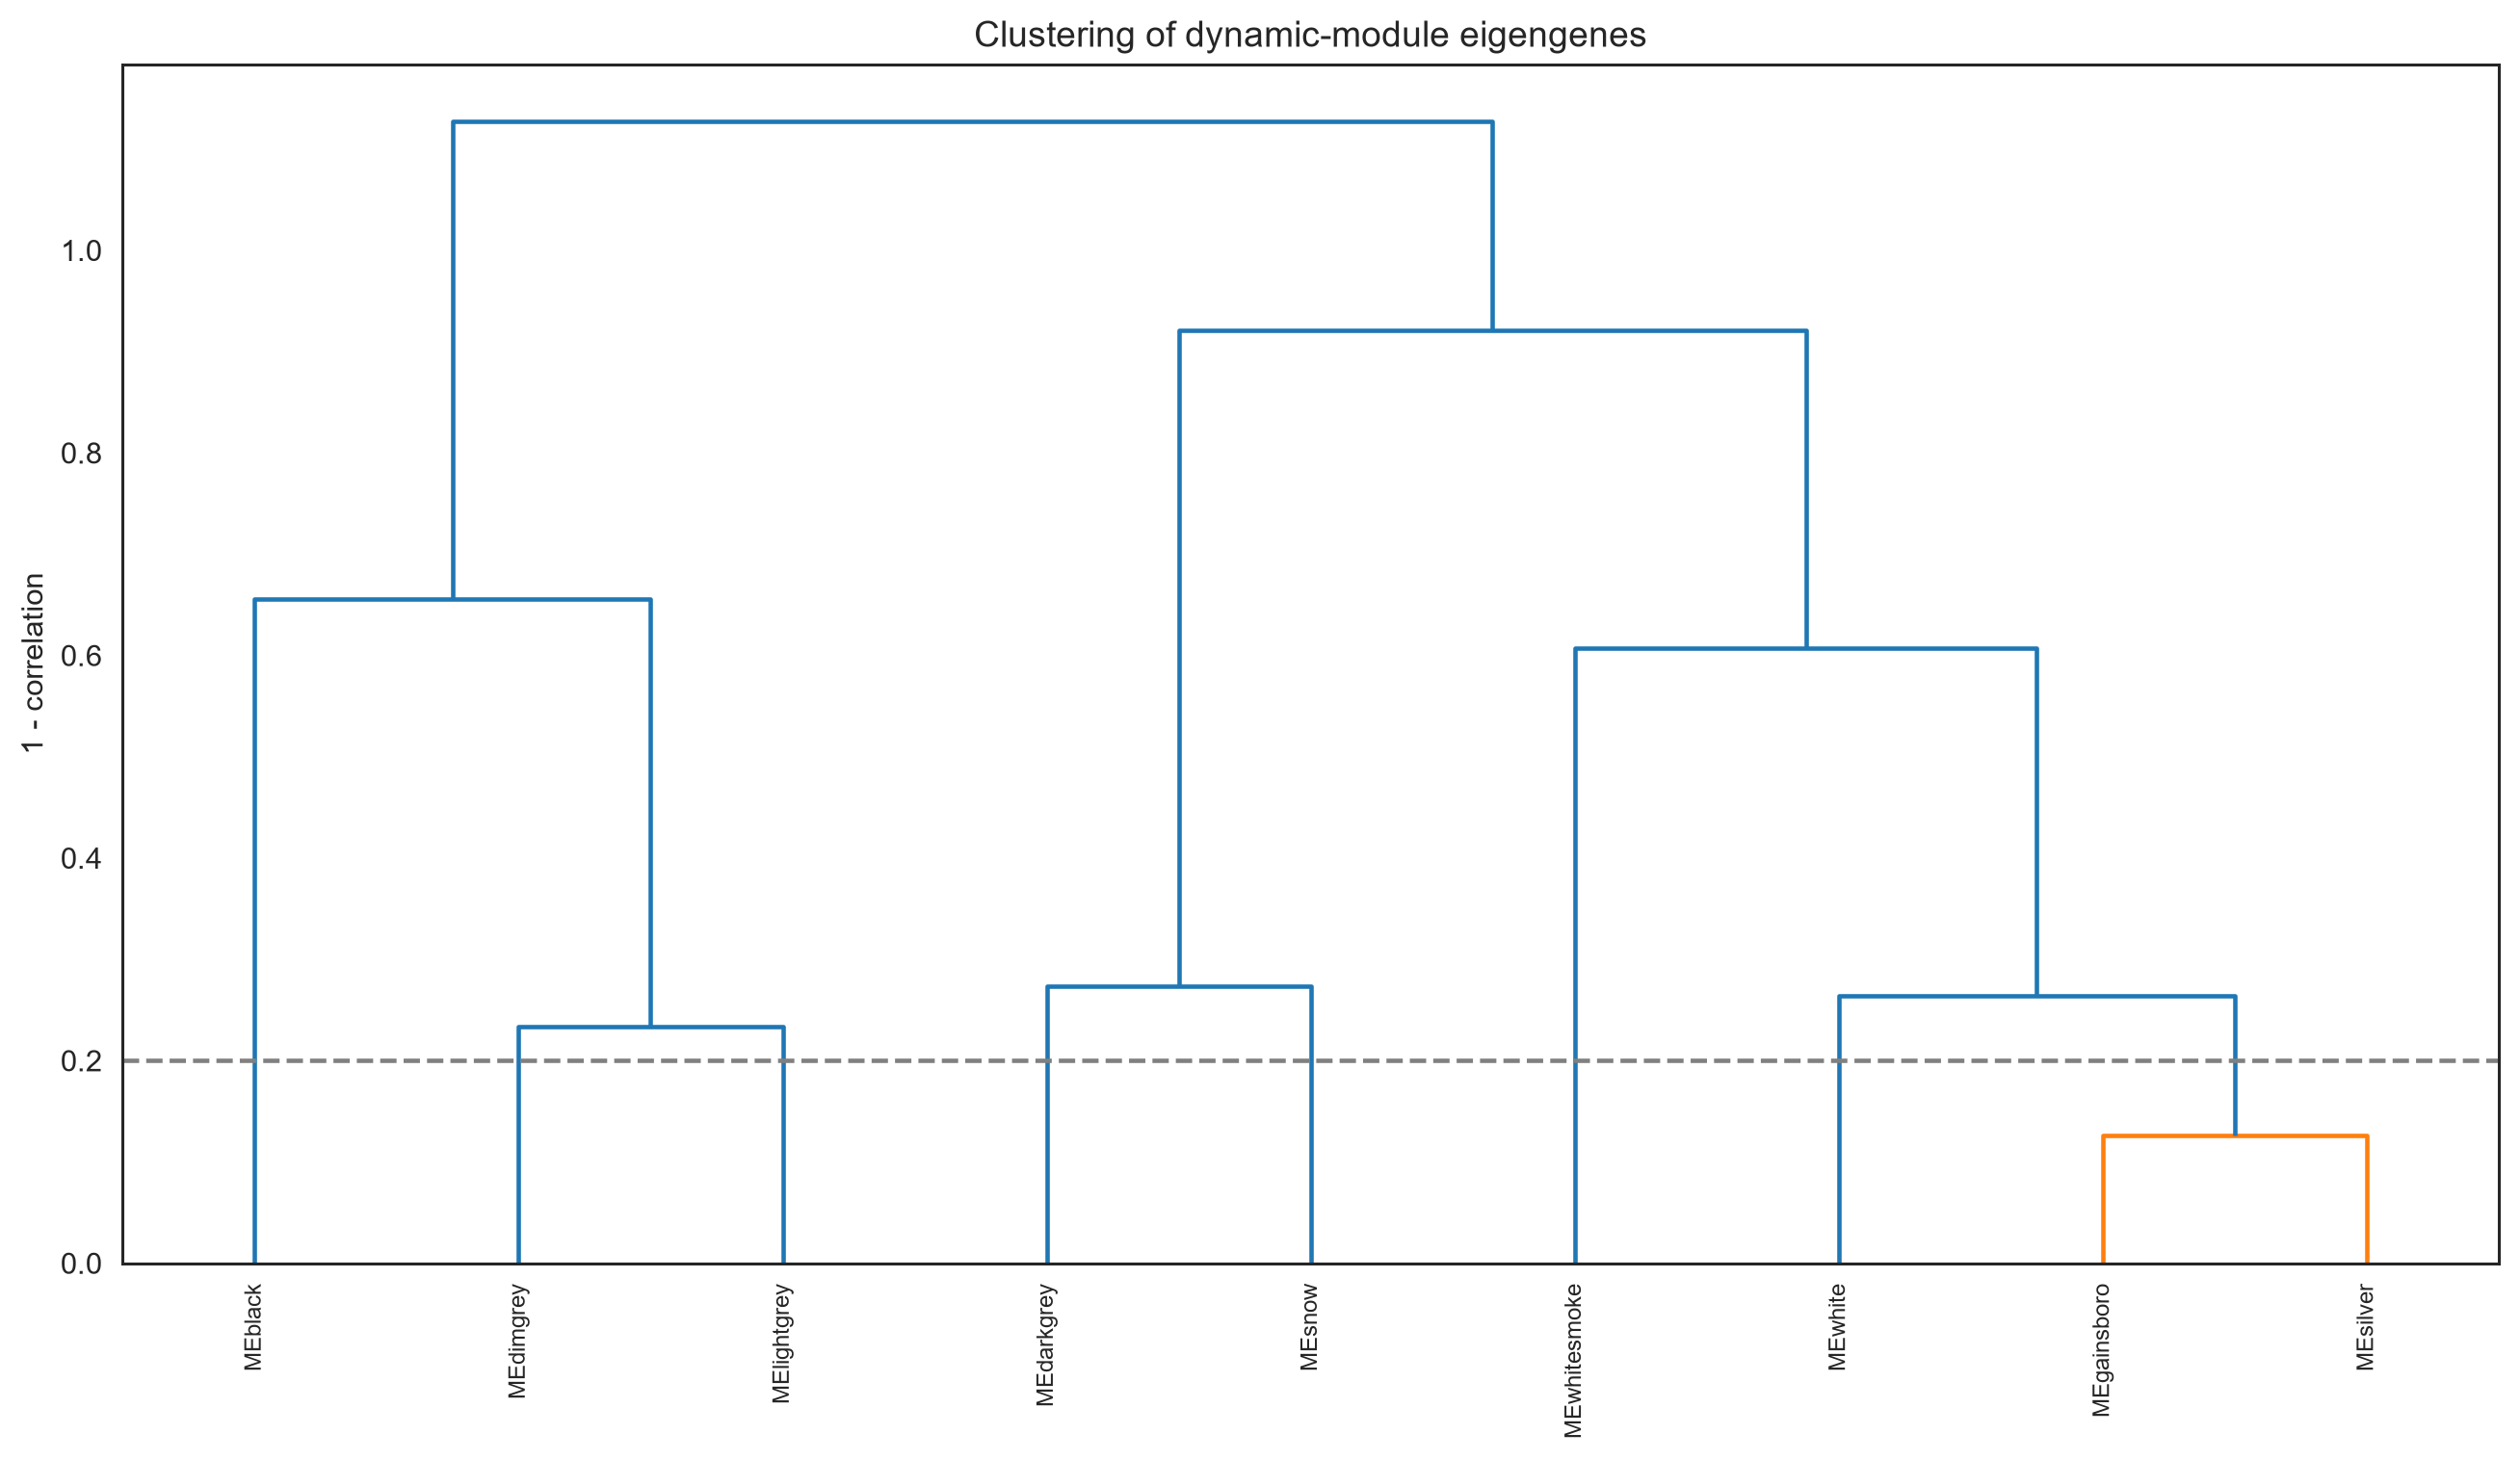 Clustering of dynamic-module eigengenes
1 - correlation
1.0
0.8
0.6
0.4
0.2
0.0
MEblack
MEdimgrey
MElightgrey
MEdarkgrey
MEsnow
MEwhitesmoke
MEwhite
MEgainsboro
MEsilver